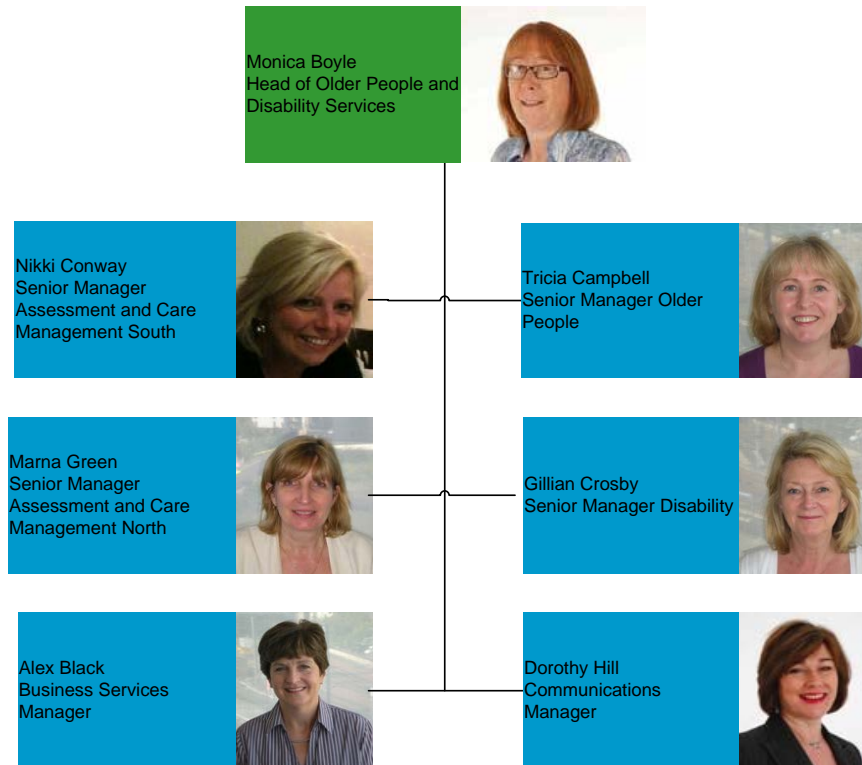 Monica Boyle
Head of Older People and
Disability Services
Nikki Conway
Senior Manager
Assessment and Care
Management South
Tricia Campbell
Senior Manager Older
People
Marna Green
Senior Manager
Assessment and Care
Management North
Gillian Crosby
Senior Manager Disability
Alex Black
Business Services
Manager
Dorothy Hill
Communications
Manager